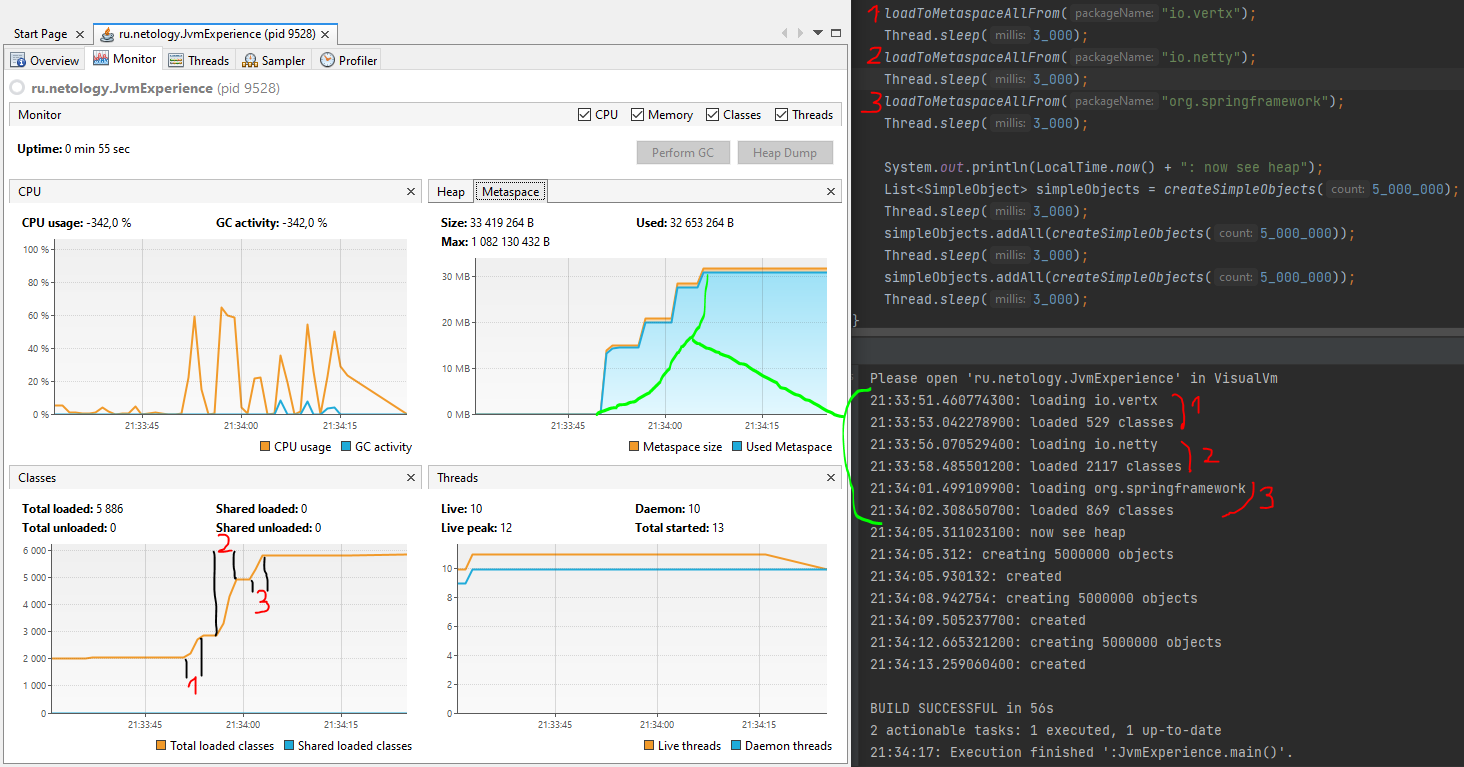 Start Page
ru.netology.JvmExperience (pid 9528)
Overview
Monitor
Threads
Sampler
Profiler
ru.netology.JvmExperience (pid 9528)
Monitor
CPU
Memory
Classes
Threads
Uptime: 0 min 55 sec
Perform GC
Heap Dump
CPU
CPU usage: -342,0 %
GC activity: -342,0 %
100 %
80 %
60 %
40 %
20 %
0 %
21:33:45
21:34:00
21:34:15
CPU usage
GC activity
Heap
Metaspace
Size: 33 419 264 B
Used: 32 653 264 B
Max: 1 082 130 432 B
30 MB
20 MB
10 MB
0 MB
21:33:45
21:34:00
21:34:15
Metaspace size
Used Metaspace
Classes
Total loaded: 5 886
Shared loaded: 0
Total unloaded: 0
Shared unloaded: 0
6 000
5 000
4 000
3 000
2 000
1 000
0
2
3
1
21:33:45
21:34:00
21:34:15
Total loaded classes
Shared loaded classes
Threads
Live: 10
Daemon: 10
Live peak: 12
Total started: 13
10
8
6
4
2
0
21:33:45
21:34:00
21:34:15
Live threads
Daemon threads
1 loadToMetaspaceAllFrom( packageName: "io.vertx");
Thread.sleep( millis: 3_000);
2 loadToMetaspaceAllFrom( packageName: "io.netty");
Thread.sleep( millis: 3_000);
3 loadToMetaspaceAllFrom( packageName: "org.springframework");
Thread.sleep( millis: 3_000);
System.out.println(LocalTime.now() + ": now see heap");
List<SimpleObject> simpleObjects = createSimpleObjects( count: 5_000_000);
Thread.sleep( millis: 3_000);
simpleObjects.addAll(createSimpleObjects( count: 5_000_000));
Thread.sleep( millis: 3_000);
simpleObjects.addAll(createSimpleObjects( count: 5_000_000));
Thread.sleep( millis: 3_000);
}
Please open 'ru.netology.JvmExperience' in VisualVm
21:33:51.460774300: loading io.vertx
1
21:33:53.042278900: loaded 529 classes
21:33:56.070529400: loading io.netty
2
21:33:58.485501200: loaded 2117 classes
21:34:01.499109900: loading org.springframework
3
21:34:02.308650700: loaded 869 classes
21:34:05.311023100: now see heap
21:34:05.312: creating 5000000 objects
21:34:05.930132: created
21:34:08.942754: creating 5000000 objects
21:34:09.505237700: created
21:34:12.665321200: creating 5000000 objects
21:34:13.259060400: created
BUILD SUCCESSFUL in 56s
2 actionable tasks: 1 executed, 1 up-to-date
21:34:17: Execution finished ':JvmExperience.main()'.